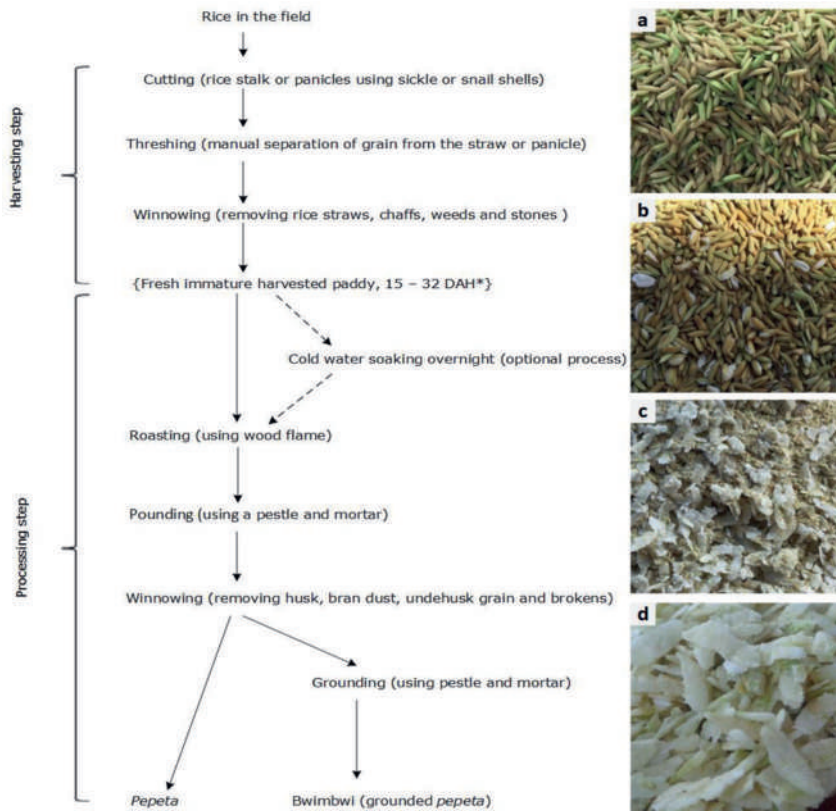 Rice in the field
Harvesting step
Cutting (rice stalk or panicles using sickle or snail shells)
Threshing (manual separation of grain from the straw or panicle)
Winnowing (removing rice straws, chaffs, weeds and stones )
{Fresh immature harvested paddy, 15 – 32 DAH*}
Processing step
Cold water soaking overnight (optional process)
Roasting (using wood flame)
Pounding (using a pestle and mortar)
Winnowing (removing husk, bran dust, undehusk grain and brokens)
Grounding (using pestle and mortar)
Pepeta
Bwimbwi (grounded pepeta)
a
b
c
d